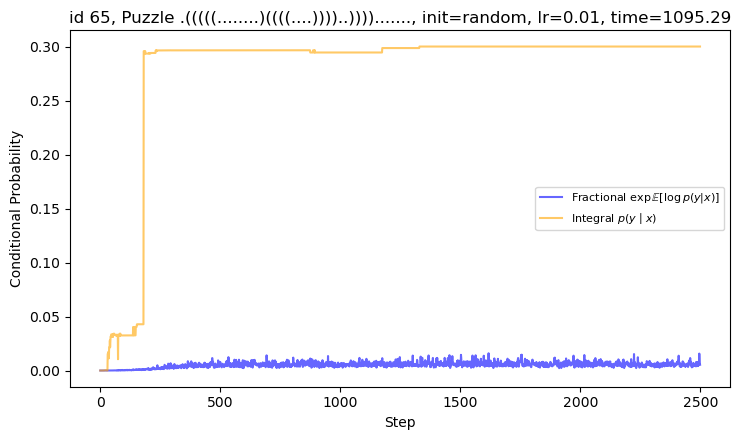 id 65, Puzzle .(((((........)((((....))))..))))......., init=random, lr=0.01, time=1095.29
Conditional Probability
0.30
0.25
0.20
0.15
0.10
0.05
0.00
Fractional exp𝔼[log p(y|x)]
Integral p(y | x)
0
500
1000
1500
2000
2500
Step